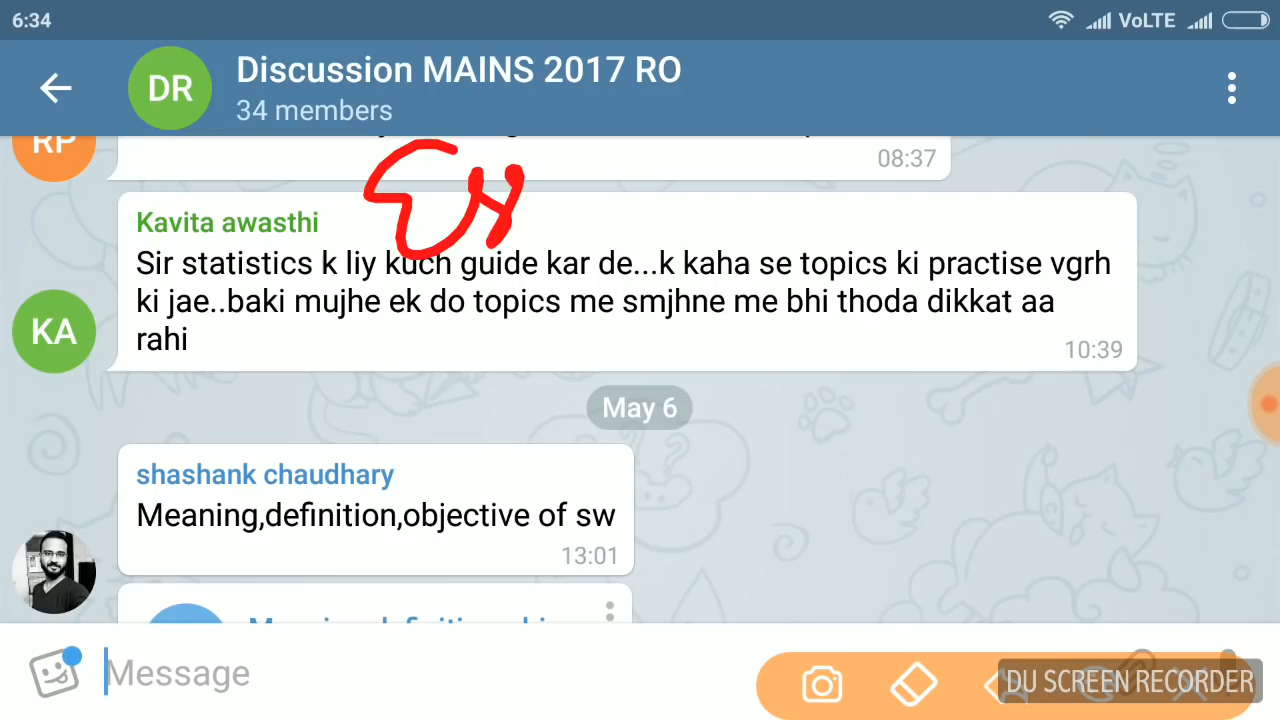 6:34
VoLTE
DR
Discussion MAINS 2017 RO
34 members
RP
08:37
Kavita awasthi
Sir statistics k liy kuch guide kar de...k kaha se topics ki practise vgrh
ki jae..baki mujhe ek do topics me smjhne me bhi thoda dikkat aa
rahi
KA
10:39
May 6
shashank chaudhary
Meaning,definition,objective of sw
13:01
Message
DU SCREEN RECORDER